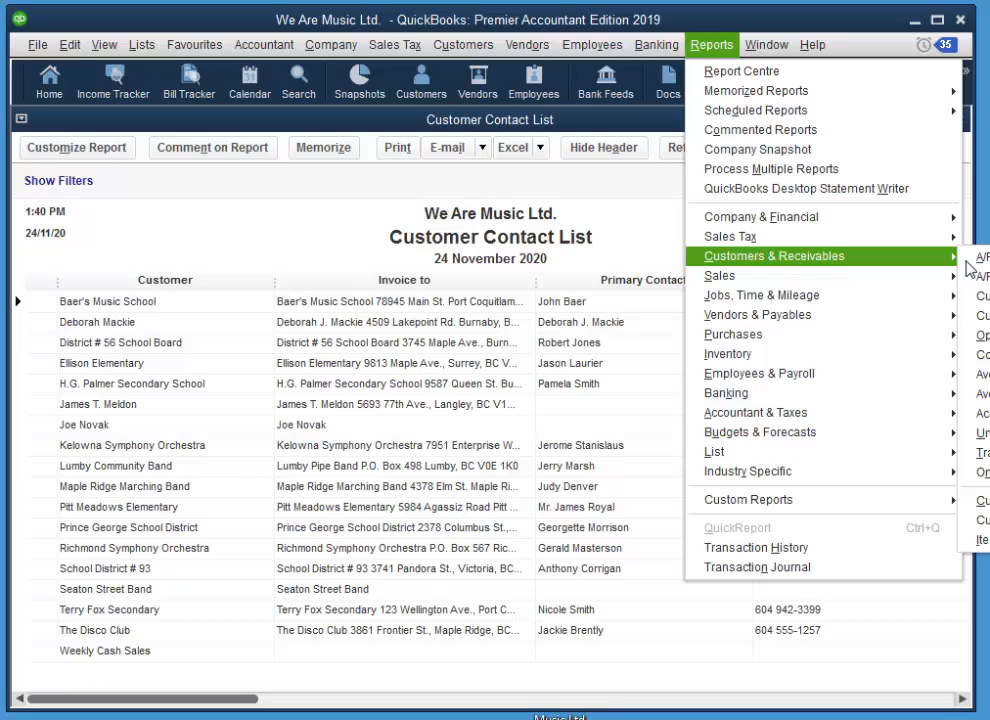 qb
We Are Music Ltd. - QuickBooks: Premier Accountant Edition 2019
File Edit View Lists Favourites Accountant Company Sales Tax Customers Vendors Employees Banking Reports Window Help 35
Home Income Tracker Bill Tracker Calendar Search Snapshots Customers Vendors Employees Bank Feeds Docs
Customer Contact List
Customize Report Comment on Report Memorize Print E-mail Excel Hide Header
Show Filters
1:40 PM
24/11/20
We Are Music Ltd.
Customer Contact List
24 November 2020
Customer Invoice to Primary Contac
Baer's Music School Baer's Music School 78945 Main St. Port Coquitlam... John Baer
Deborah Mackie Deborah J. Mackie 4509 Lakepoint Rd. Burnaby, B... Deborah J. Mackie
District # 56 School Board District # 56 School Board 3745 Maple Ave., Burn... Robert Jones
Ellison Elementary Ellison Elementary 9813 Maple Ave., Surrey, BC V... Jason Laurier
H.G. Palmer Secondary School H.G. Palmer Secondary School 9587 Queen St. Bu... Pamela Smith
James T. Meldon James T. Meldon 5693 77th Ave., Langley, BC V1...
Joe Novak Joe Novak
Kelowna Symphony Orchestra Kelowna Symphony Orchestra 7951 Enterprise W... Jerome Stanislaus
Lumby Community Band Lumby Pipe Band P.O. Box 498 Lumby, BC V0E 1K0 Jerry Marsh
Maple Ridge Marching Band Maple Ridge Marching Band 4378 Elm St. Maple Ri... Judy Denver
Pitt Meadows Elementary Pitt Meadows Elementary 5984 Agassiz Road Pitt ... Mr. James Royal
Prince George School District Prince George School District 2378 Columbus St.,... Georgette Morrison
Richmond Symphony Orchestra Richmond Symphony Orchestra P.O. Box 567 Ric... Gerald Masterson
School District # 93 School District # 93 3741 Pandora St., Victoria, BC... Anthony Corrigan
Seaton Street Band Seaton Street Band
Terry Fox Secondary Terry Fox Secondary 123 Wellington Ave., Port C... Nicole Smith 604 942-3399
The Disco Club The Disco Club 3861 Frontier St., Maple Ridge, BC... Jackie Brently 604 555-1257
Weekly Cash Sales
Report Centre
Memorized Reports
Scheduled Reports
Commented Reports
Company Snapshot
Process Multiple Reports
QuickBooks Desktop Statement Writer
Company & Financial
Sales Tax
Customers & Receivables
Sales
Jobs, Time & Mileage
Vendors & Payables
Purchases
Inventory
Employees & Payroll
Banking
Accountant & Taxes
Budgets & Forecasts
List
Industry Specific
Custom Reports
QuickReport Ctrl+Q
Transaction History
Transaction Journal